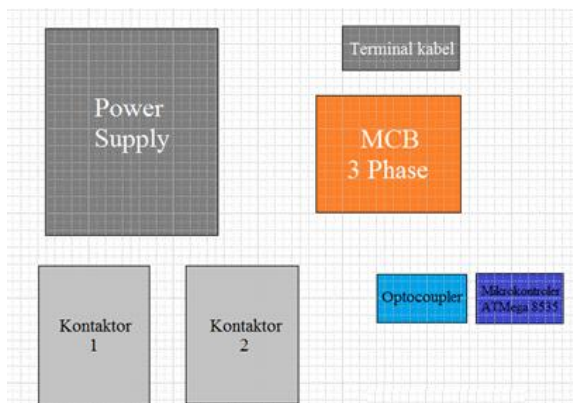 Terminal kabel
Power
Supply
MCB
3 Phase
Optocoupler
Mikrokontroler
ATMega 8535
Kontaktor
1
Kontaktor
2